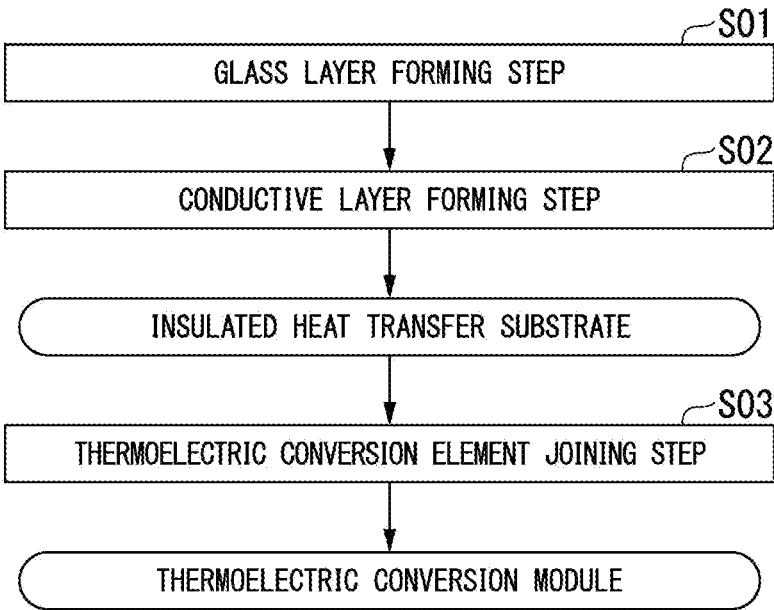 S01
GLASS LAYER FORMING STEP
S02
CONDUCTIVE LAYER FORMING STEP
INSULATED HEAT TRANSFER SUBSTRATE
S03
THERMOELECTRIC CONVERSION ELEMENT JOINING STEP
THERMOELECTRIC CONVERSION MODULE